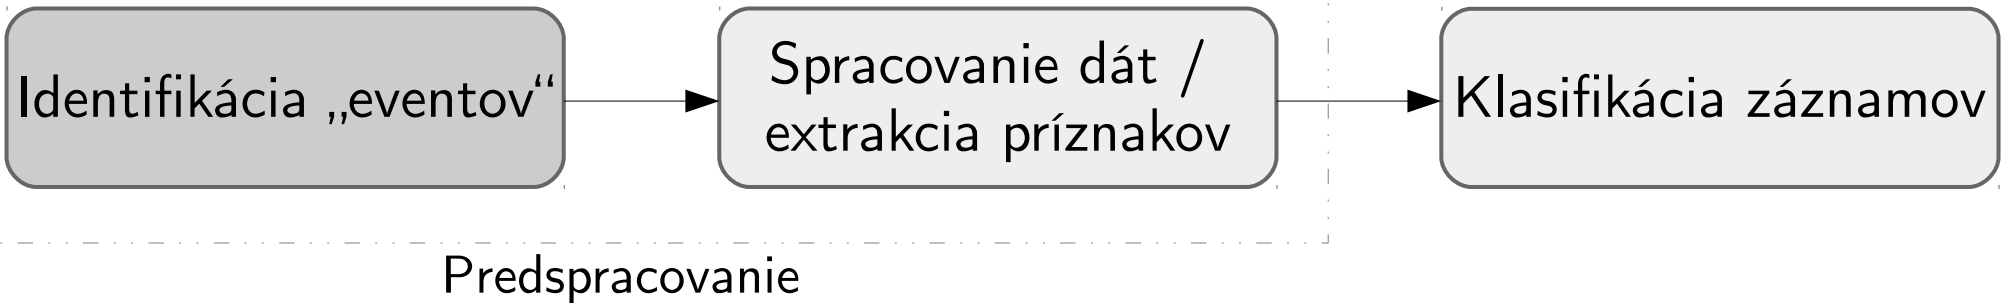 Identifikácia „eventov“
Spracovanie dát /
extrakcia príznakov
Klasifikácia záznamov
Predspracovanie